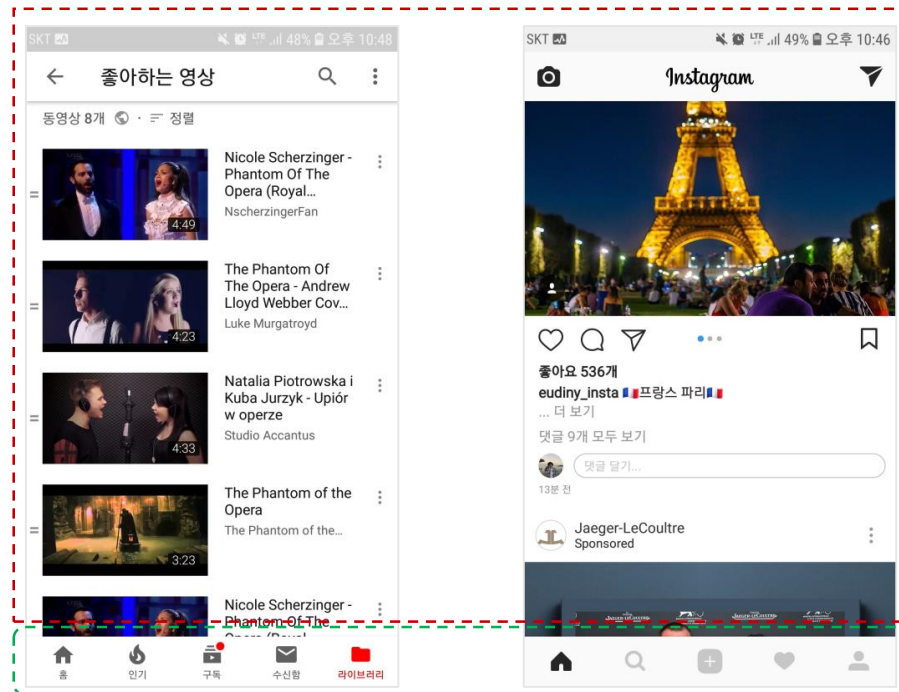 SKT LTE 48% 오후 10:48
좋아하는 영상
동영상 8개 · 정렬
Nicole Scherzinger -
Phantom Of The
Opera (Royal...
NscherzingerFan
4:49
The Phantom Of
The Opera - Andrew
Lloyd Webber Cov...
Luke Murgatroyd
4:23
Natalia Piotrowska i
Kuba Jurzyk - Upiór
w operze
Studio Accantus
4:33
The Phantom of the
Opera
The Phantom of the...
3:23
Nicole Scherzinger -
Phantom Of The
Opera (Royal
홈
인기
구독
수신함
라이브러리
SKT LTE 49% 오후 10:46
Instagram
좋아요 536개
eudiny_insta 🇫🇷프랑스 파리🇫🇷
... 더 보기
댓글 9개 모두 보기
댓글 달기...
13분 전
Jaeger-LeCoultre
Sponsored
Jaeger-LeCoultre